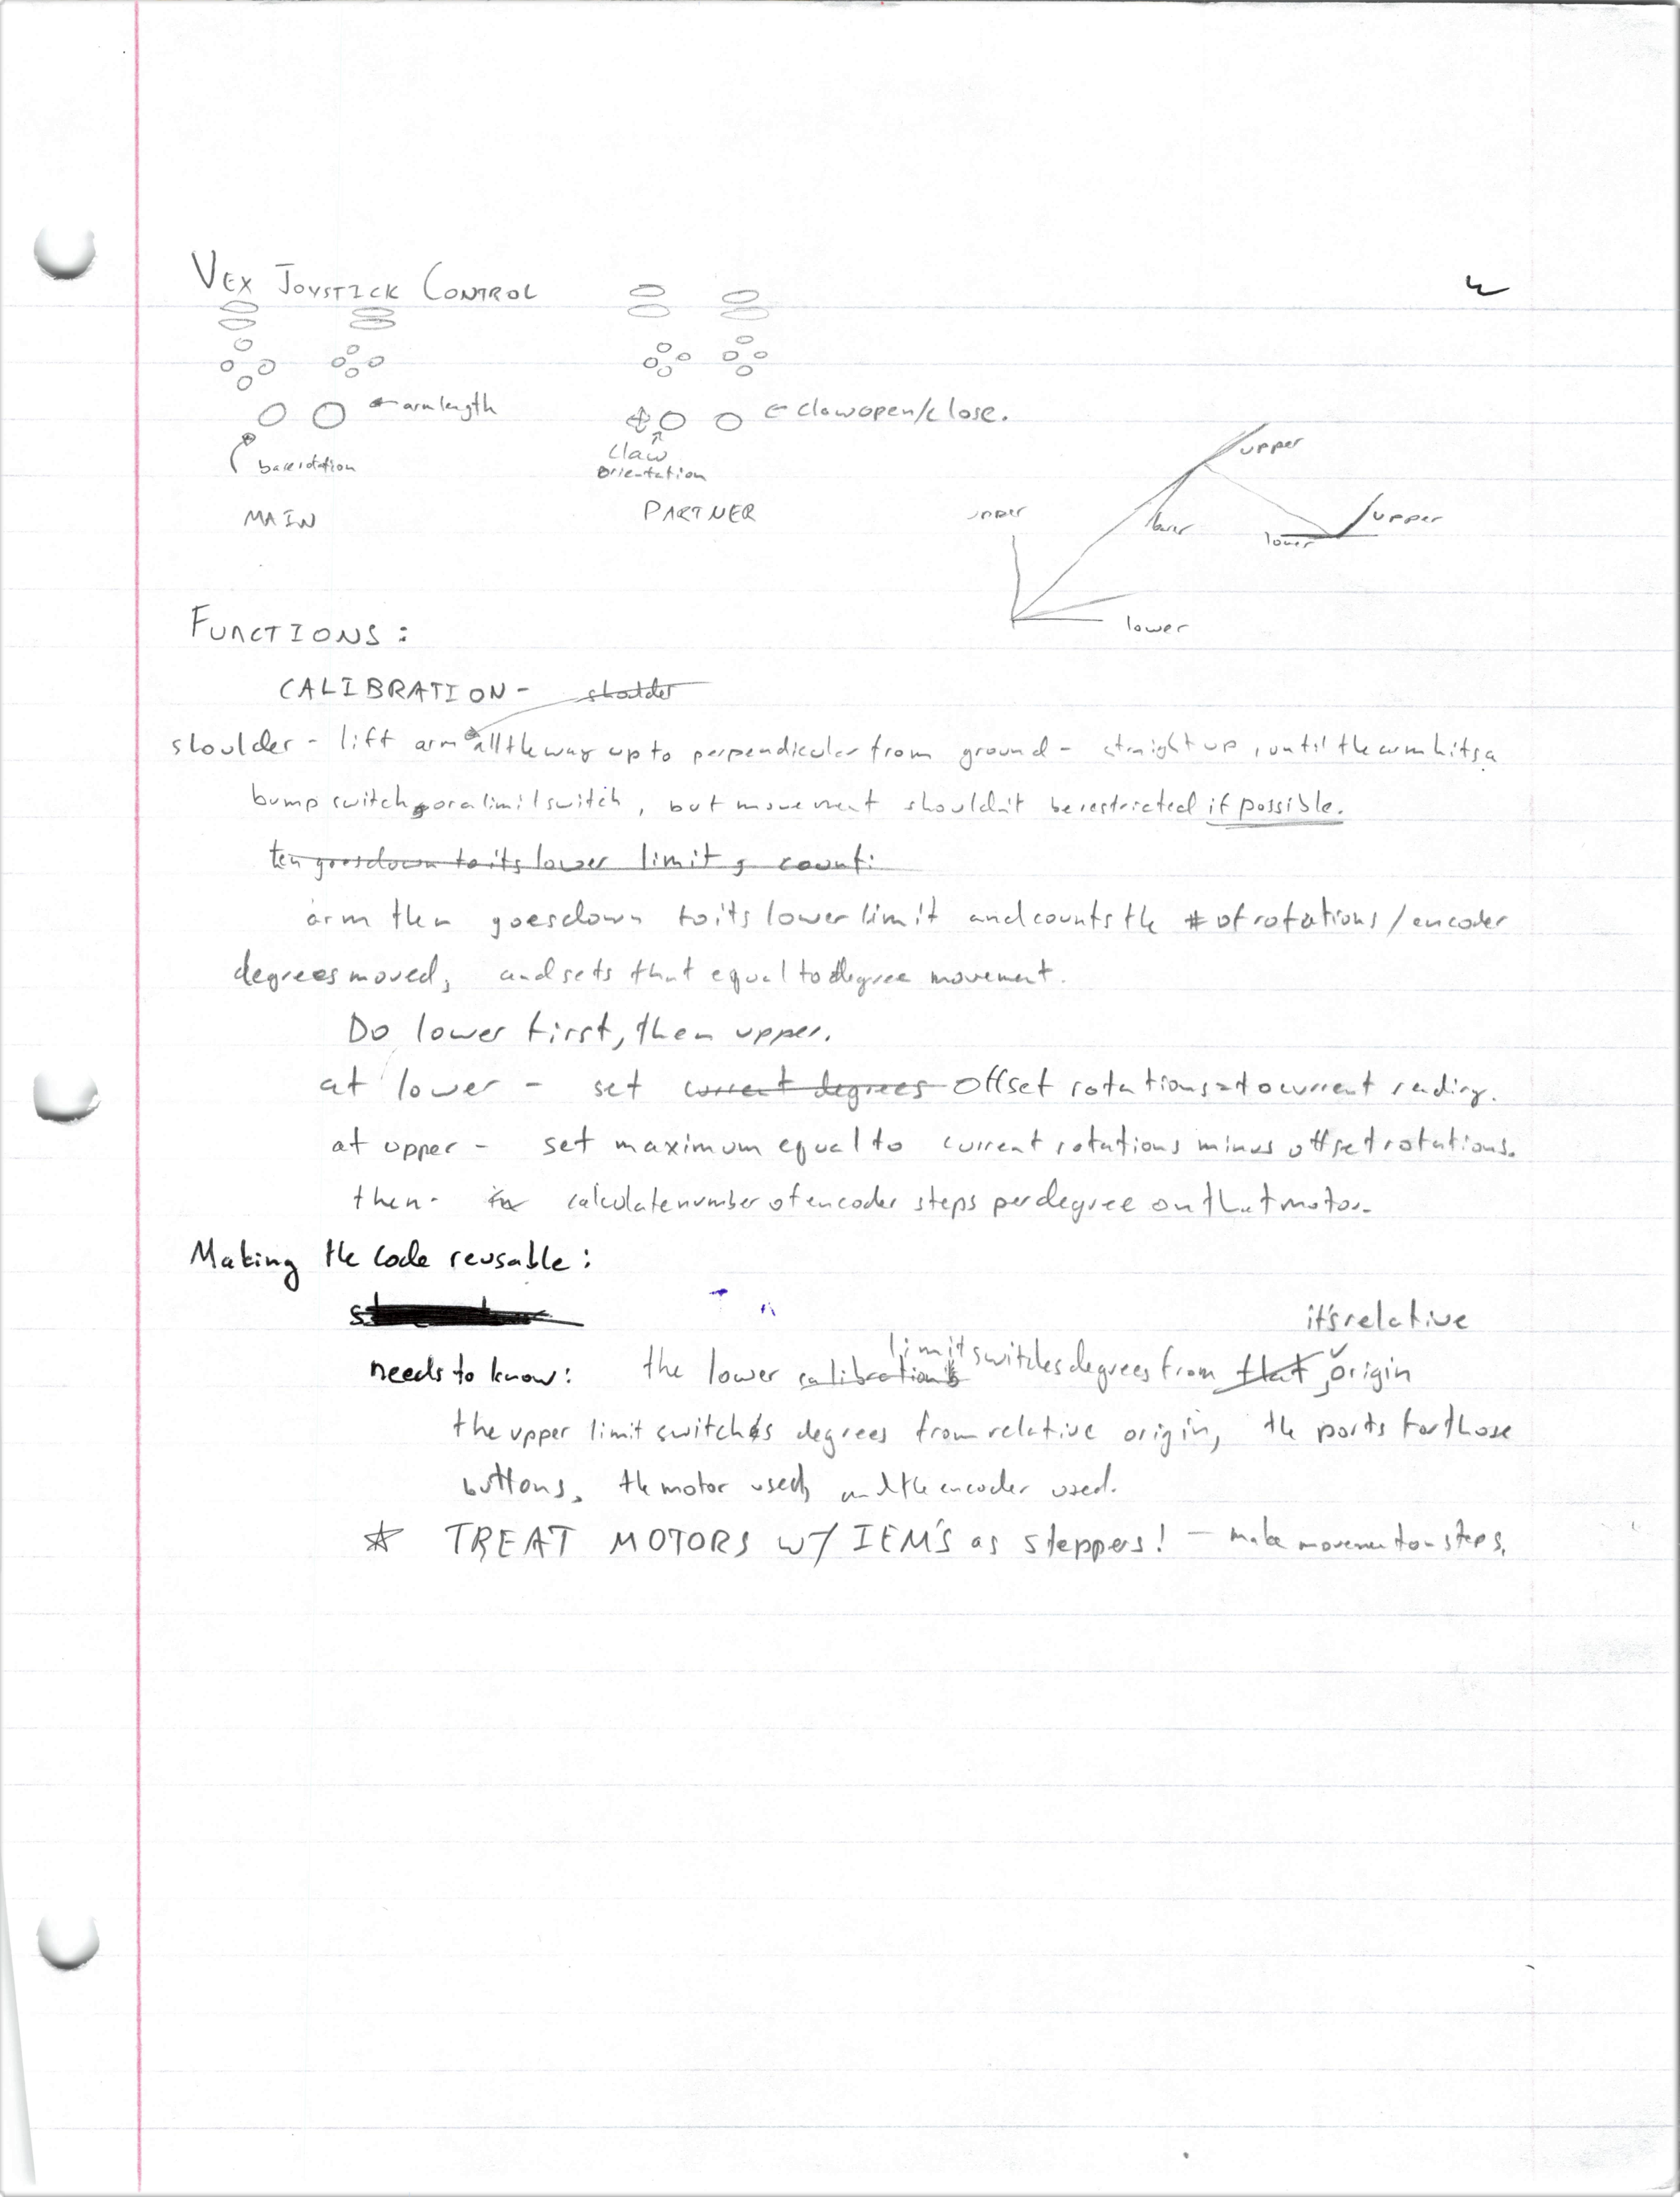 VEX JOYSTICK CONTROL
← arm length
← claw open/close.
base rotation
claw
orientation
MAIN
PARTNER
upper
upper
lower
lower
upper
lower
FUNCTIONS:
CALIBRATION - shoulder
shoulder - lift arm all the way up to perpendicular from ground - straight up, until the arm hits a
bump switch or a limit switch, but movement shouldn't be restricted if possible.
ten goes down to its lower limit, count:
arm then goes down to its lower limit and counts the # of rotations/encoder
degrees moved, and sets that equal to degree movement.
Do lower first, then upper.
at lower - set current degrees offset rotations = to current reading.
at upper - set maximum equal to current rotations minus offset rotations.
then - calculate number of encoder steps per degree on that motor.
Making the code reusable:
it's relative
needs to know: the lower calibration limit switches degrees from that origin
the upper limit switch's degrees from relative origin, the ports for those
buttons, the motor used, and the encoder used.
☆ TREAT MOTORS W/ IEM'S as steppers! - make movement on steps.